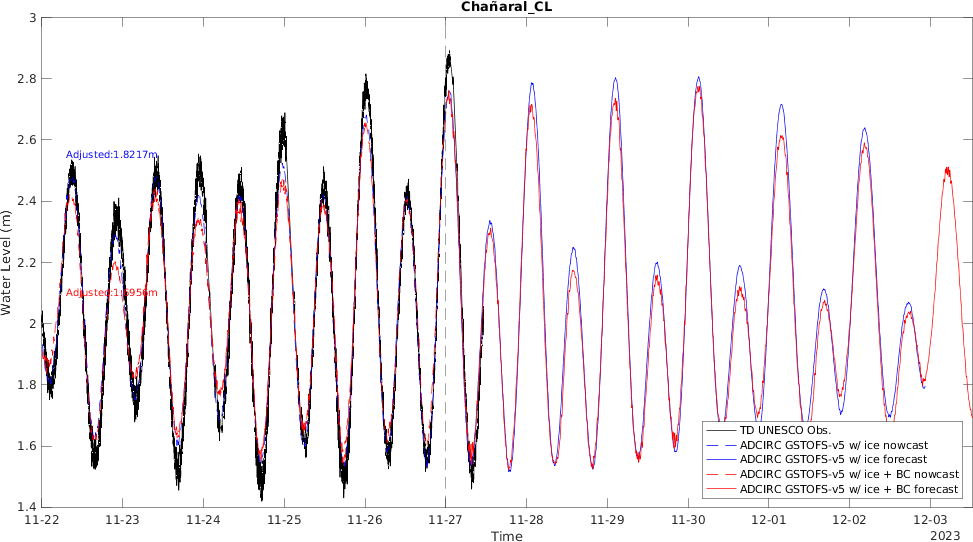 Chañaral_CL
3
2.8
2.6
2.4
2.2
2
1.8
1.6
1.4
Water Level (m)
Adjusted:1.8217m
TD UNESCO Obs.
ADCIRC GSTOFS-v5 w/ ice nowcast
ADCIRC GSTOFS-v5 w/ ice forecast
ADCIRC GSTOFS-v5 w/ ice + BC nowcast
ADCIRC GSTOFS-v5 w/ ice + BC forecast
11-22 11-23 11-24 11-25 11-26 11-27 11-28 11-29 11-30 12-01 12-02 12-03
Time
2023